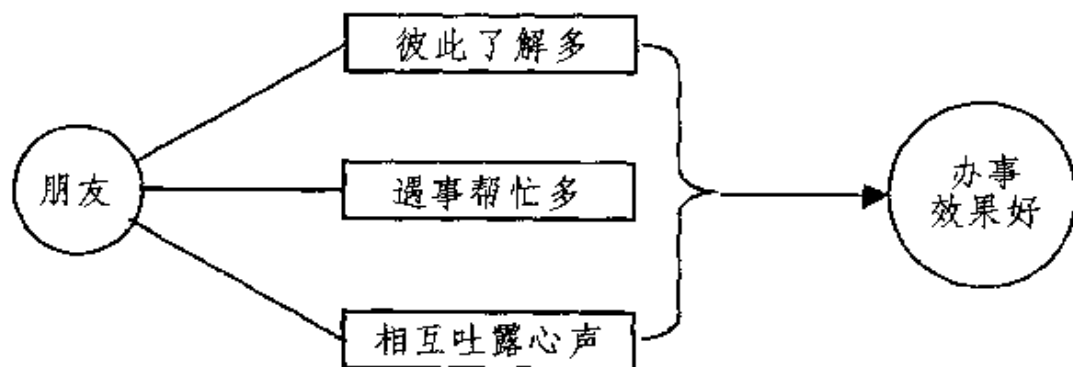 彼此了解多
朋友
遇事帮忙多
办事
效果好
相互吐露心声